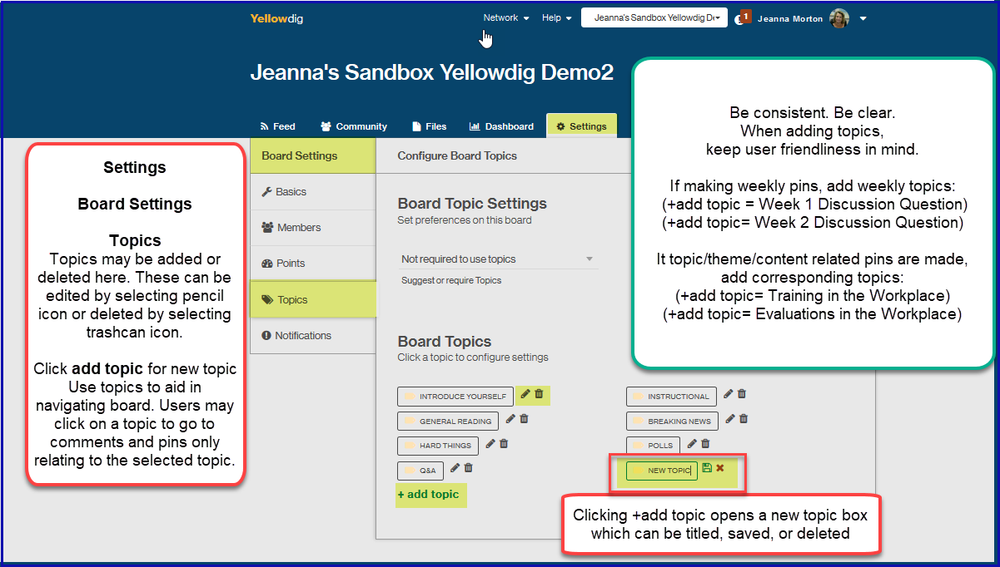 Yellowdig
Network
Help
Jeanna's Sandbox Yellowdig De
1
Jeanna Morton
Jeanna's Sandbox Yellowdig Demo2
Feed
Community
Files
Dashboard
Settings
Settings
Board Settings
Topics
Topics may be added or
deleted here. These can be
edited by selecting pencil
icon or deleted by selecting
trashcan icon.
Click add topic for new topic
Use topics to aid in
navigating board. Users may
click on a topic to go to
comments and pins only
relating to the selected topic.
Board Settings
Basics
Members
Points
Topics
Notifications
Configure Board Topics
Board Topic Settings
Set preferences on this board
Not required to use topics
Suggest or require Topics
Board Topics
Click a topic to configure settings
INTRODUCE YOURSELF
INSTRUCTIONAL
GENERAL READING
BREAKING NEWS
HARD THINGS
POLLS
Q&A
NEW TOPIC
+ add topic
Be consistent. Be clear.
When adding topics,
keep user friendliness in mind.
If making weekly pins, add weekly topics:
(+add topic = Week 1 Discussion Question)
(+add topic= Week 2 Discussion Question)
It topic/theme/content related pins are made,
add corresponding topics:
(+add topic= Training in the Workplace)
(+add topic= Evaluations in the Workplace)
Clicking +add topic opens a new topic box
which can be titled, saved, or deleted